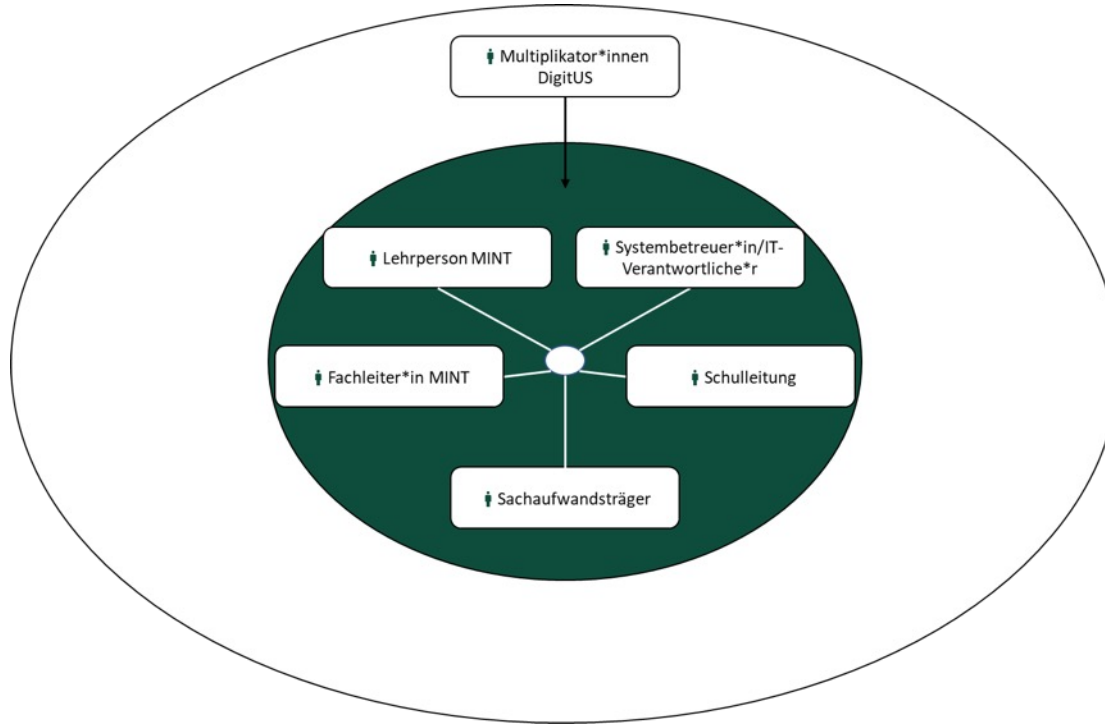 Multiplikator*innen
DigitUS
Lehrperson MINT
Systembetreuer*in/IT-
Verantwortliche*r
Fachleiter*in MINT
Schulleitung
Sachaufwandsträger